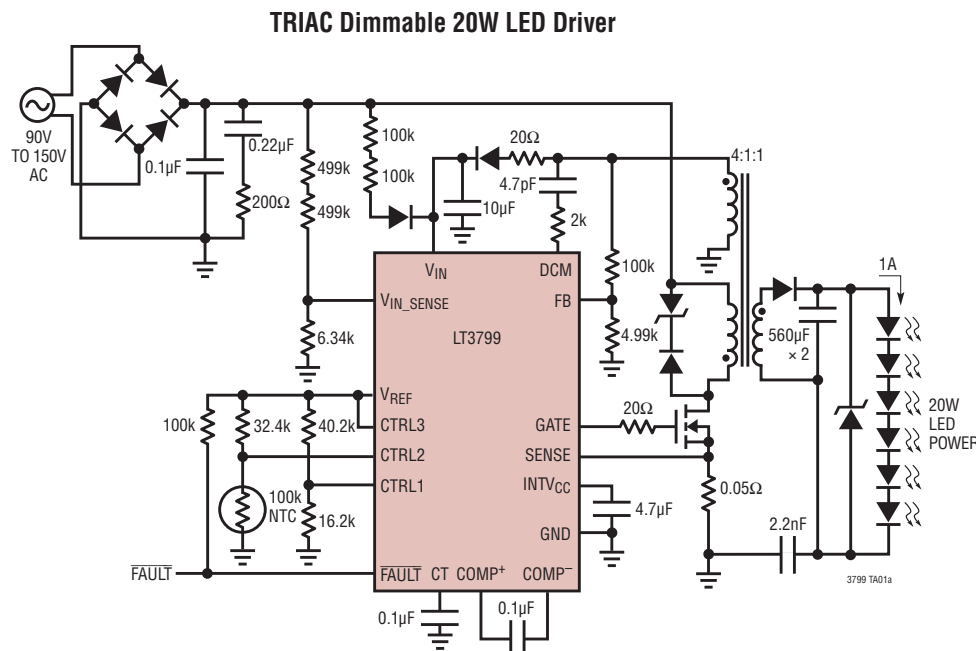 TRIAC Dimmable 20W LED Driver
90V
TO 150V
AC
0.1µF
0.22µF
200Ω
499k
499k
100k
100k
10µF
20Ω
4.7pF
2k
4:1:1
100k
4.99k
6.34k
VIN
DCM
VIN_SENSE
FB
LT3799
1A
560µF
× 2
20W
LED
POWER
VREF
CTRL3
CTRL2
CTRL1
100k
32.4k
40.2k
100k
NTC
16.2k
GATE
SENSE
INTVCC
GND
20Ω
0.05Ω
4.7µF
2.2nF
FAULT
FAULT
CT
COMP+
COMP–
0.1µF
0.1µF
3799 TA01a